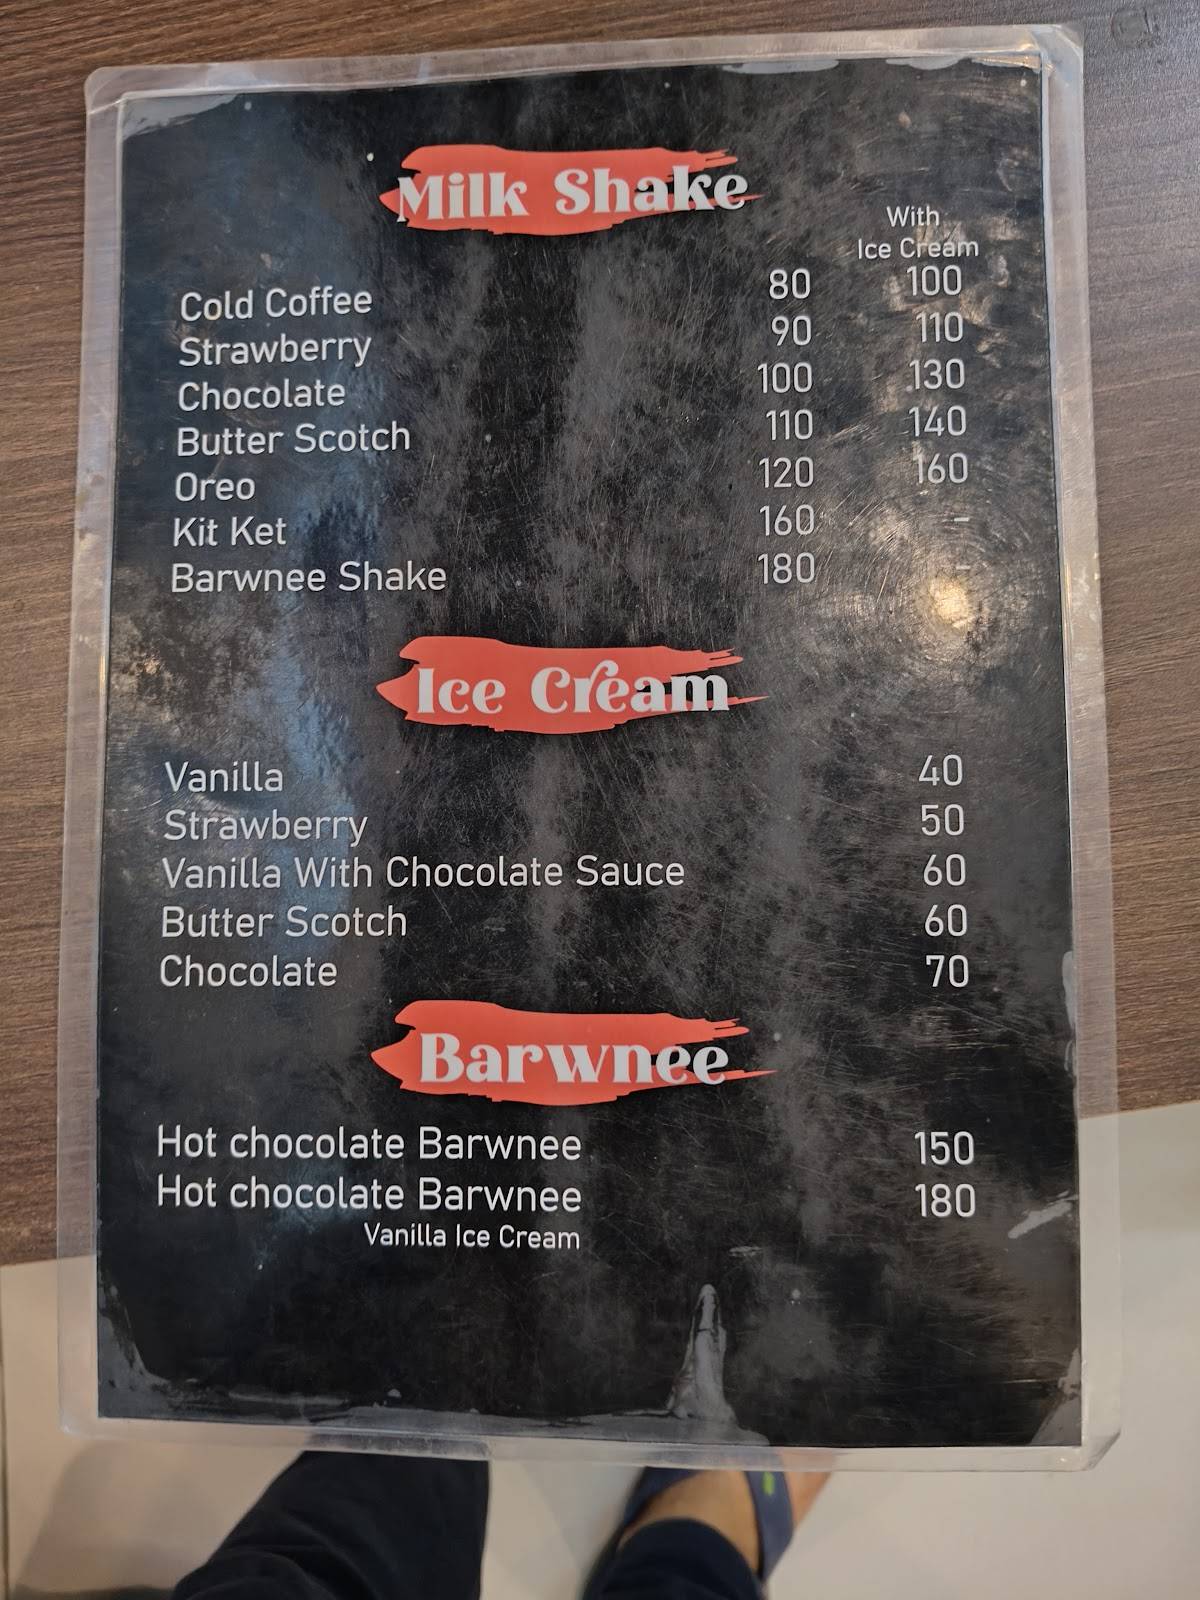 Milk Shake
With
Ice Cream
Cold Coffee 80 100
Strawberry 90 110
Chocolate 100 130
Butter Scotch 110 140
Oreo 120 160
Kit Ket 160 -
Barwnee Shake 180 -
Ice Cream
Vanilla 40
Strawberry 50
Vanilla With Chocolate Sauce 60
Butter Scotch 60
Chocolate 70
Barwnee
Hot chocolate Barwnee 150
Hot chocolate Barwnee 180
Vanilla Ice Cream